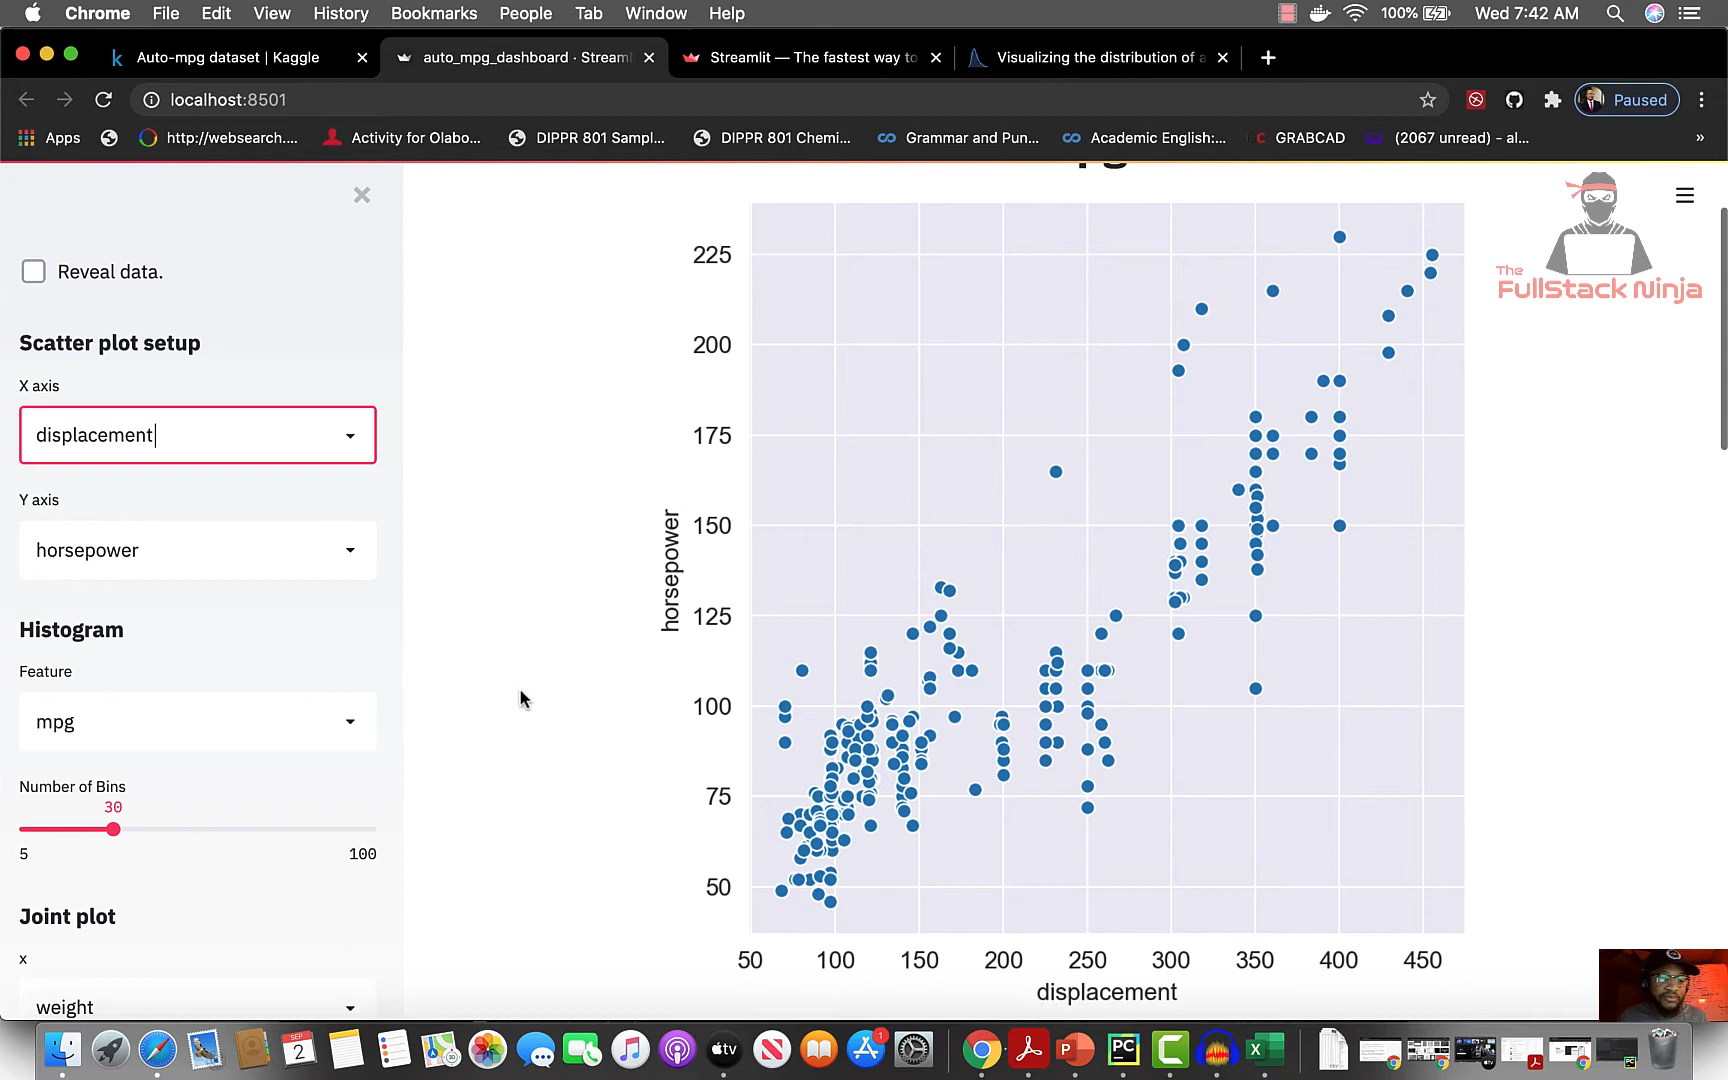 Chrome File Edit View History Bookmarks People Tab Window Help 100% Wed 7:42 AM
Auto-mpg dataset | Kaggle auto_mpg_dashboard · Streaml Streamlit — The fastest way to Visualizing the distribution of a
localhost:8501 Paused
Apps http://websearch.... Activity for Olabo... DIPPR 801 Sampl... DIPPR 801 Chemi... Grammar and Pun... Academic English:... GRABCAD (2067 unread) - al... »
Reveal data.
Scatter plot setup
X axis
displacement
Y axis
horsepower
Histogram
Feature
mpg
Number of Bins
30
5 100
Joint plot
x
weight
225
200
175
150
125
100
75
50
horsepower
50 100 150 200 250 300 350 400 450
displacement
The
FullStack Ninja
SEP
2
tv
1
PC